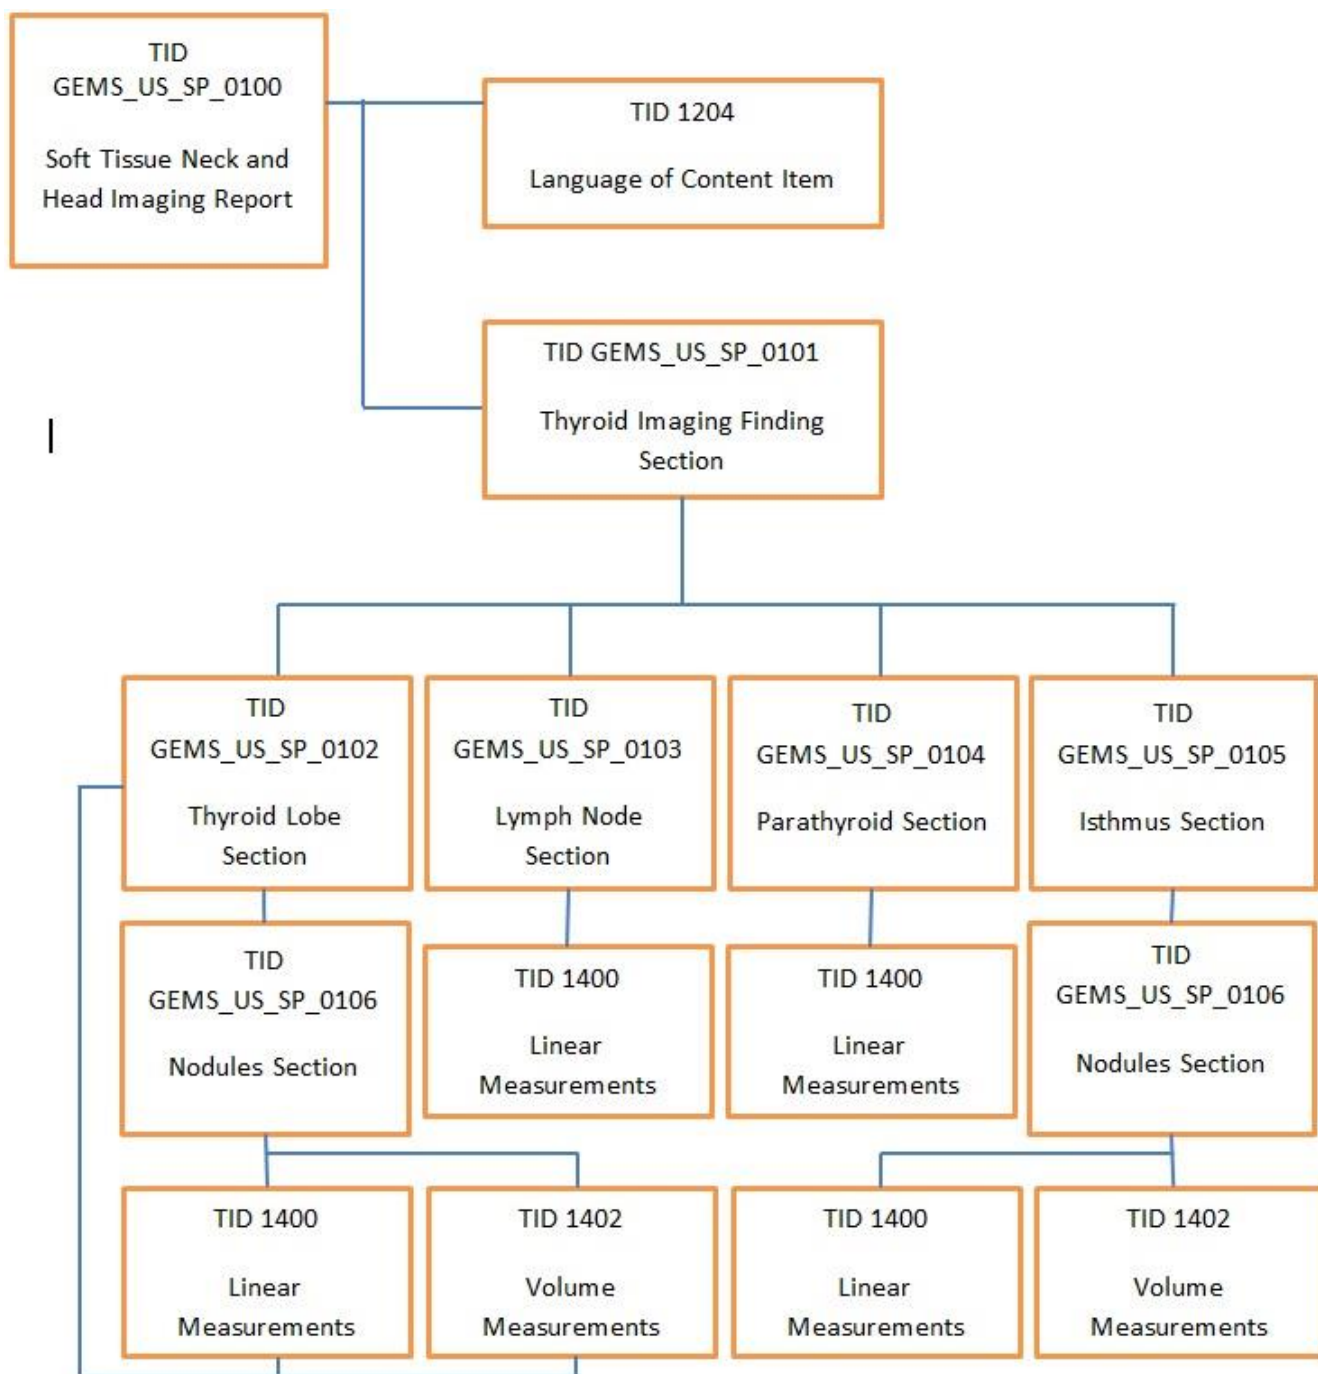 TID
GEMS_US_SP_0100
Soft Tissue Neck and
Head Imaging Report
TID 1204
Language of Content Item
TID GEMS_US_SP_0101
Thyroid Imaging Finding
Section
TID
GEMS_US_SP_0102
Thyroid Lobe
Section
TID
GEMS_US_SP_0103
Lymph Node
Section
TID
GEMS_US_SP_0104
Parathyroid Section
TID
GEMS_US_SP_0105
Isthmus Section
TID
GEMS_US_SP_0106
Nodules Section
TID 1400
Linear
Measurements
TID 1400
Linear
Measurements
TID
GEMS_US_SP_0106
Nodules Section
TID 1400
Linear
Measurements
TID 1402
Volume
Measurements
TID 1400
Linear
Measurements
TID 1402
Volume
Measurements